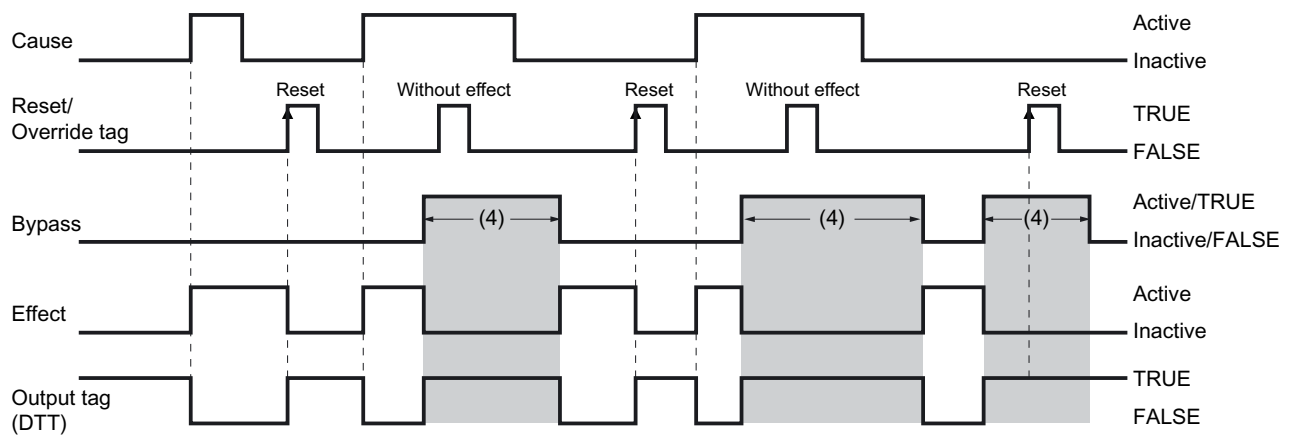 Cause
Active
Inactive
Reset/
Override tag
Reset
Without effect
Reset
Without effect
Reset
TRUE
FALSE
Bypass
(4)
(4)
(4)
Active/TRUE
Inactive/FALSE
Effect
Active
Inactive
Output tag
(DTT)
TRUE
FALSE